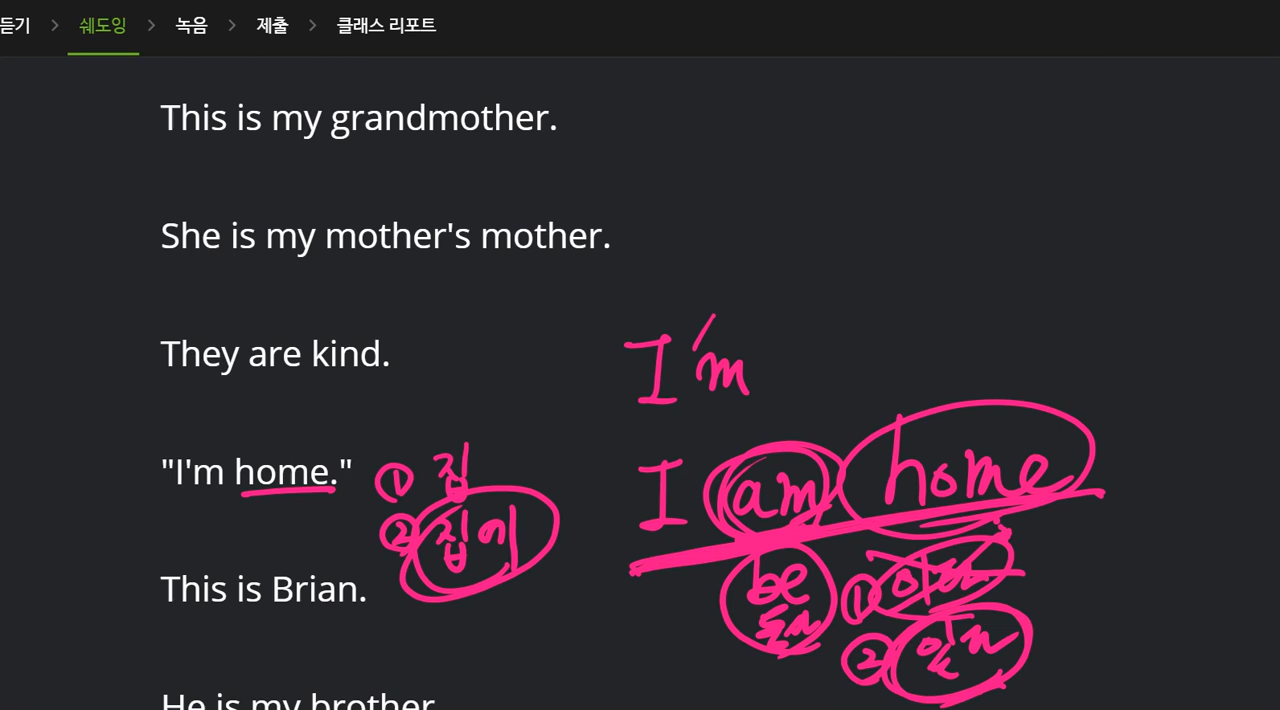 듣기 > 쉐도잉 > 녹음 > 제출 > 클래스 리포트
This is my grandmother.
She is my mother's mother.
They are kind.
I'm
"I'm home." ① 집
② 집에
I am home
be 동사
① 이다
② 있다
This is Brian.
He is my brother